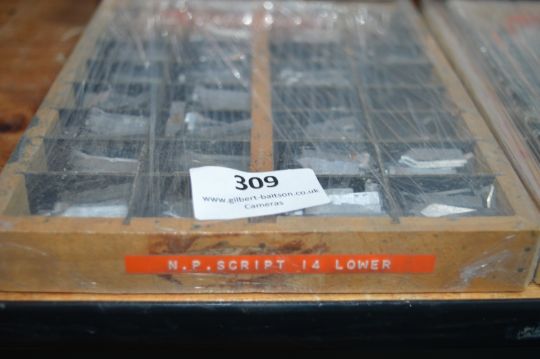 309
www.gilbert-baitson.co.uk
Cameras
N.P.SCRIPT 14 LOWER